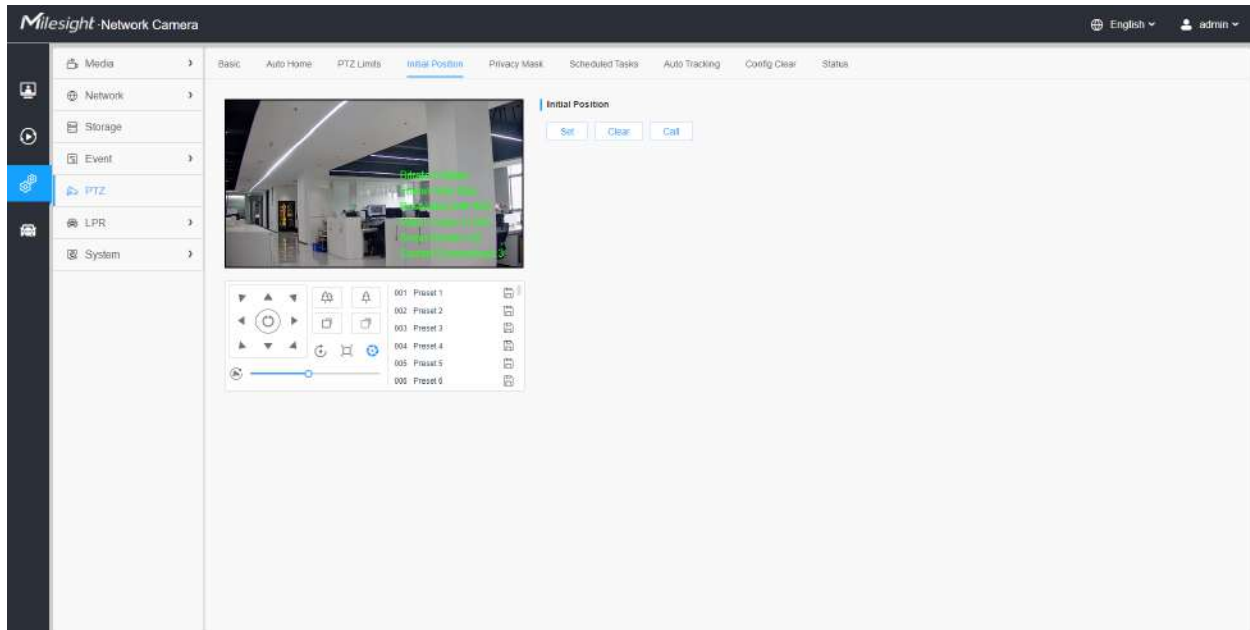 Milesight Network Camera
English
admin
Media
Network
Storage
Event
PTZ
LPR
System
Basic Auto Home PTZ Limits Initial Position Privacy Mask Scheduled Tasks Auto Tracking Config Clear Status
Initial Position
Set Clear Call
001 Preset 1
002 Preset 2
003 Preset 3
004 Preset 4
005 Preset 5
006 Preset 6